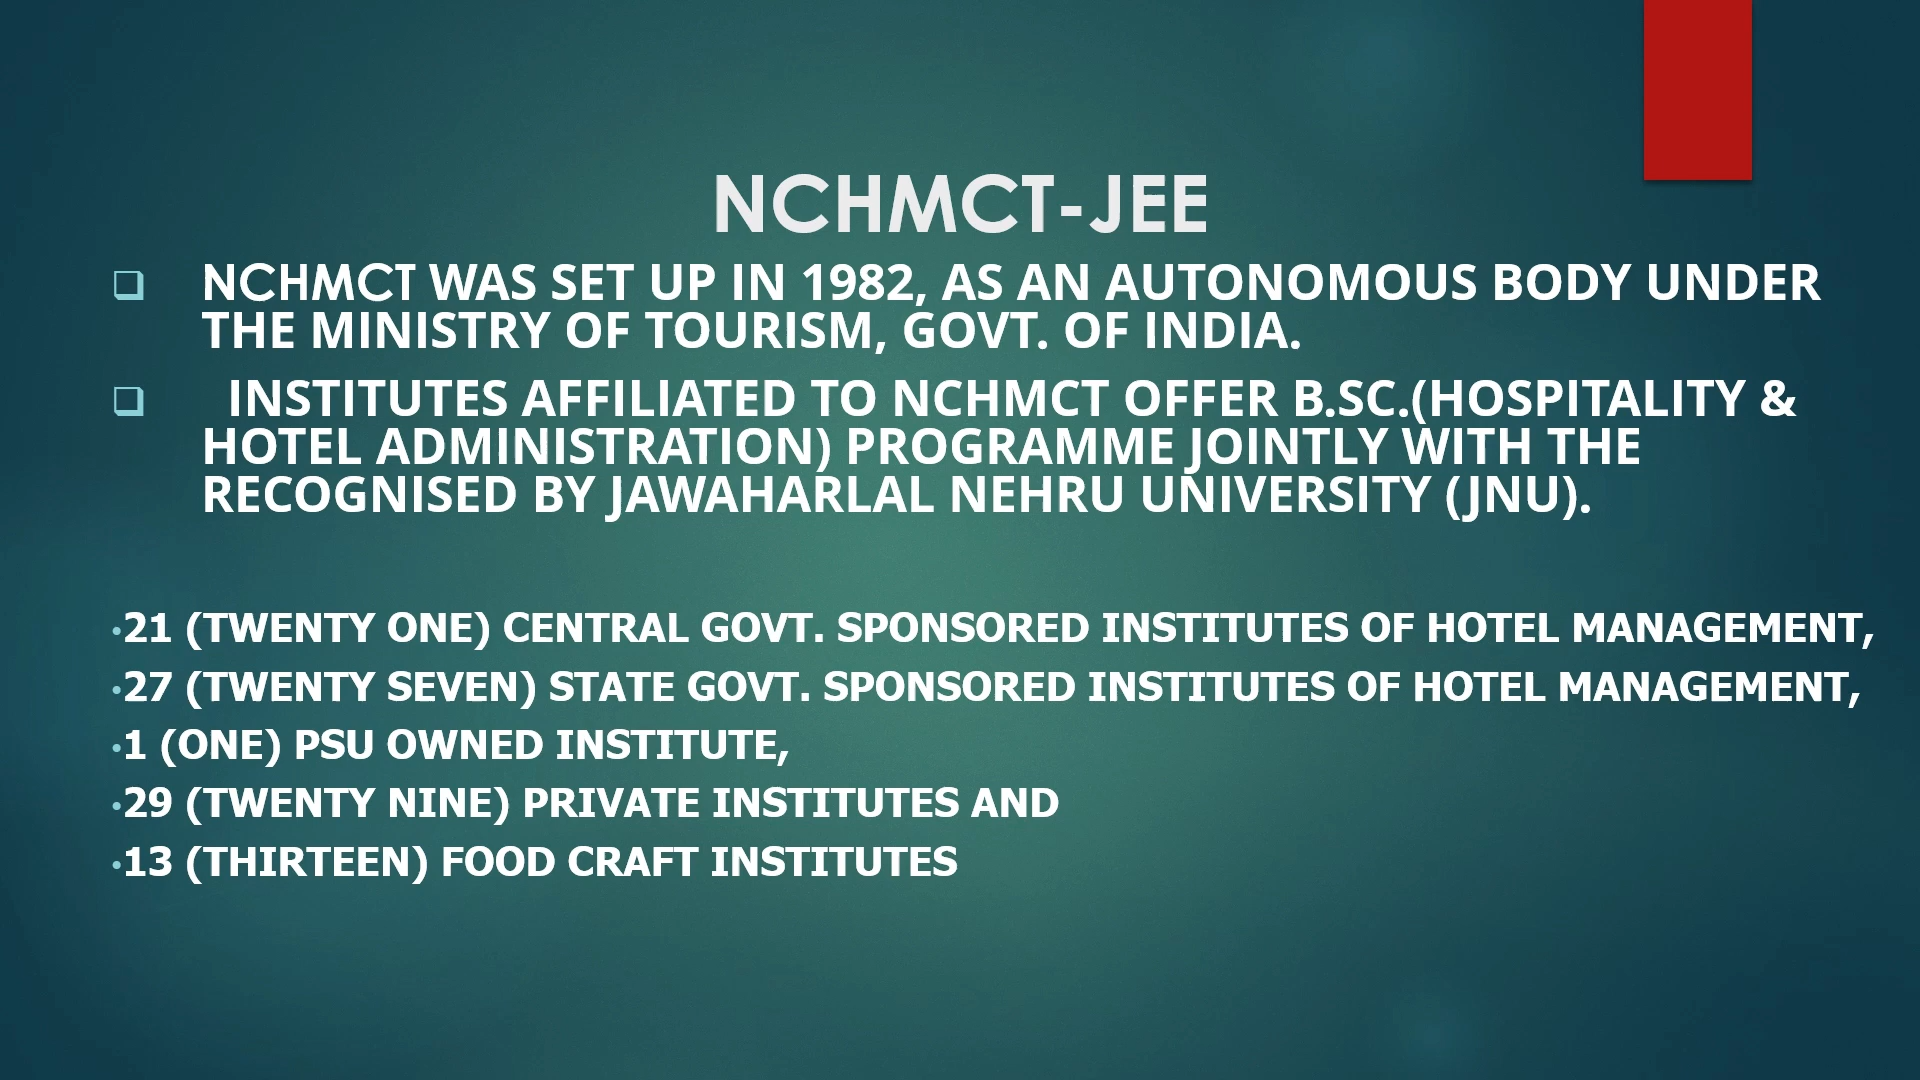 NCHMCT-JEE
NCHMCT WAS SET UP IN 1982, AS AN AUTONOMOUS BODY UNDER
THE MINISTRY OF TOURISM, GOVT. OF INDIA.
INSTITUTES AFFILIATED TO NCHMCT OFFER B.SC.(HOSPITALITY &
HOTEL ADMINISTRATION) PROGRAMME JOINTLY WITH THE
RECOGNISED BY JAWAHARLAL NEHRU UNIVERSITY (JNU).
•21 (TWENTY ONE) CENTRAL GOVT. SPONSORED INSTITUTES OF HOTEL MANAGEMENT,
•27 (TWENTY SEVEN) STATE GOVT. SPONSORED INSTITUTES OF HOTEL MANAGEMENT,
•1 (ONE) PSU OWNED INSTITUTE,
•29 (TWENTY NINE) PRIVATE INSTITUTES AND
•13 (THIRTEEN) FOOD CRAFT INSTITUTES